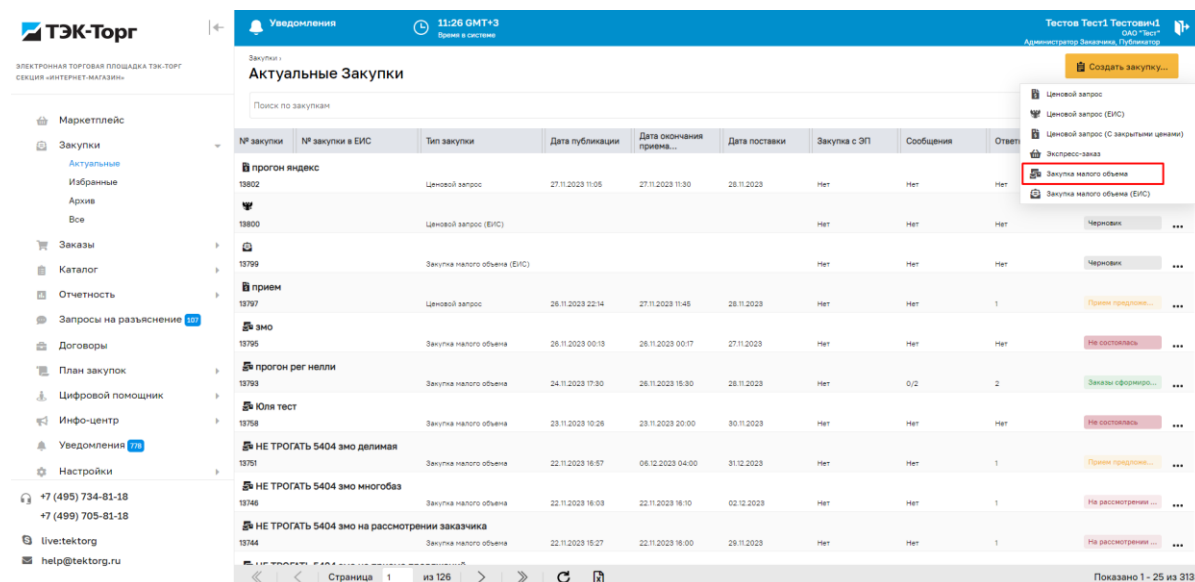 ТЭК-Торг
ЭЛЕКТРОННАЯ ТОРГОВАЯ ПЛОЩАДКА ТЭК-ТОРГ
СЕКЦИЯ «ИНТЕРНЕТ-МАГАЗИН»
Маркетплейс
Закупки
Актуальные
Избранные
Архив
Все
Заказы
Каталог
Отчетность
Запросы на разъяснение 107
Договоры
План закупок
Цифровой помощник
Инфо-центр
Уведомления 776
Настройки
+7 (495) 734-81-18
+7 (499) 705-81-18
live:tektorg
help@tektorg.ru
Уведомления
11:26 GMT+3
Время в системе
Тестов Тест1 Тестович1
ОАО "Тест"
Администратор Заказчика, Публикатор
Закупки ›
Актуальные Закупки
Создать закупку...
Поиск по закупкам
Ценовой запрос
Ценовой запрос (ЕИС)
Ценовой запрос (С закрытыми ценами)
Экспресс-заказ
Закупка малого объема
Закупка малого объема (ЕИС)
№ закупки № закупки в ЕИС Тип закупки Дата публикации Дата окончания приема... Дата поставки Закупка с ЭП Сообщения Ответ
прогон яндекс
13802 Ценовой запрос 27.11.2023 11:05 27.11.2023 11:30 28.11.2023 Нет Нет Нет
13800 Ценовой запрос (ЕИС) Нет Нет Нет Черновик ...
13799 Закупка малого объема (ЕИС) Нет Нет Нет Черновик ...
прием
13797 Ценовой запрос 26.11.2023 22:14 27.11.2023 11:45 28.11.2023 Нет Нет 1 Прием предложе... ...
змо
13795 Закупка малого объема 26.11.2023 00:13 26.11.2023 00:17 27.11.2023 Нет Нет Нет Не состоялась ...
прогон рег нелли
13793 Закупка малого объема 24.11.2023 17:30 26.11.2023 15:30 28.11.2023 Нет 0/2 2 Заказы сформиро... ...
Юля тест
13758 Закупка малого объема 23.11.2023 10:26 23.11.2023 20:00 30.11.2023 Нет Нет Нет Не состоялась ...
НЕ ТРОГАТЬ 5404 змо делимая
13751 Закупка малого объема 22.11.2023 16:57 06.12.2023 04:00 31.12.2023 Нет Нет 1 Прием предложе... ...
НЕ ТРОГАТЬ 5404 змо многобаз
13746 Закупка малого объема 22.11.2023 16:03 22.11.2023 16:10 02.12.2023 Нет Нет 1 На рассмотрении ... ...
НЕ ТРОГАТЬ 5404 змо на рассмотрении заказчика
13744 Закупка малого объема 22.11.2023 15:27 22.11.2023 16:00 29.11.2023 Нет Нет 1 На рассмотрении ... ...
Страница 1 из 126
Показано 1 - 25 из 313